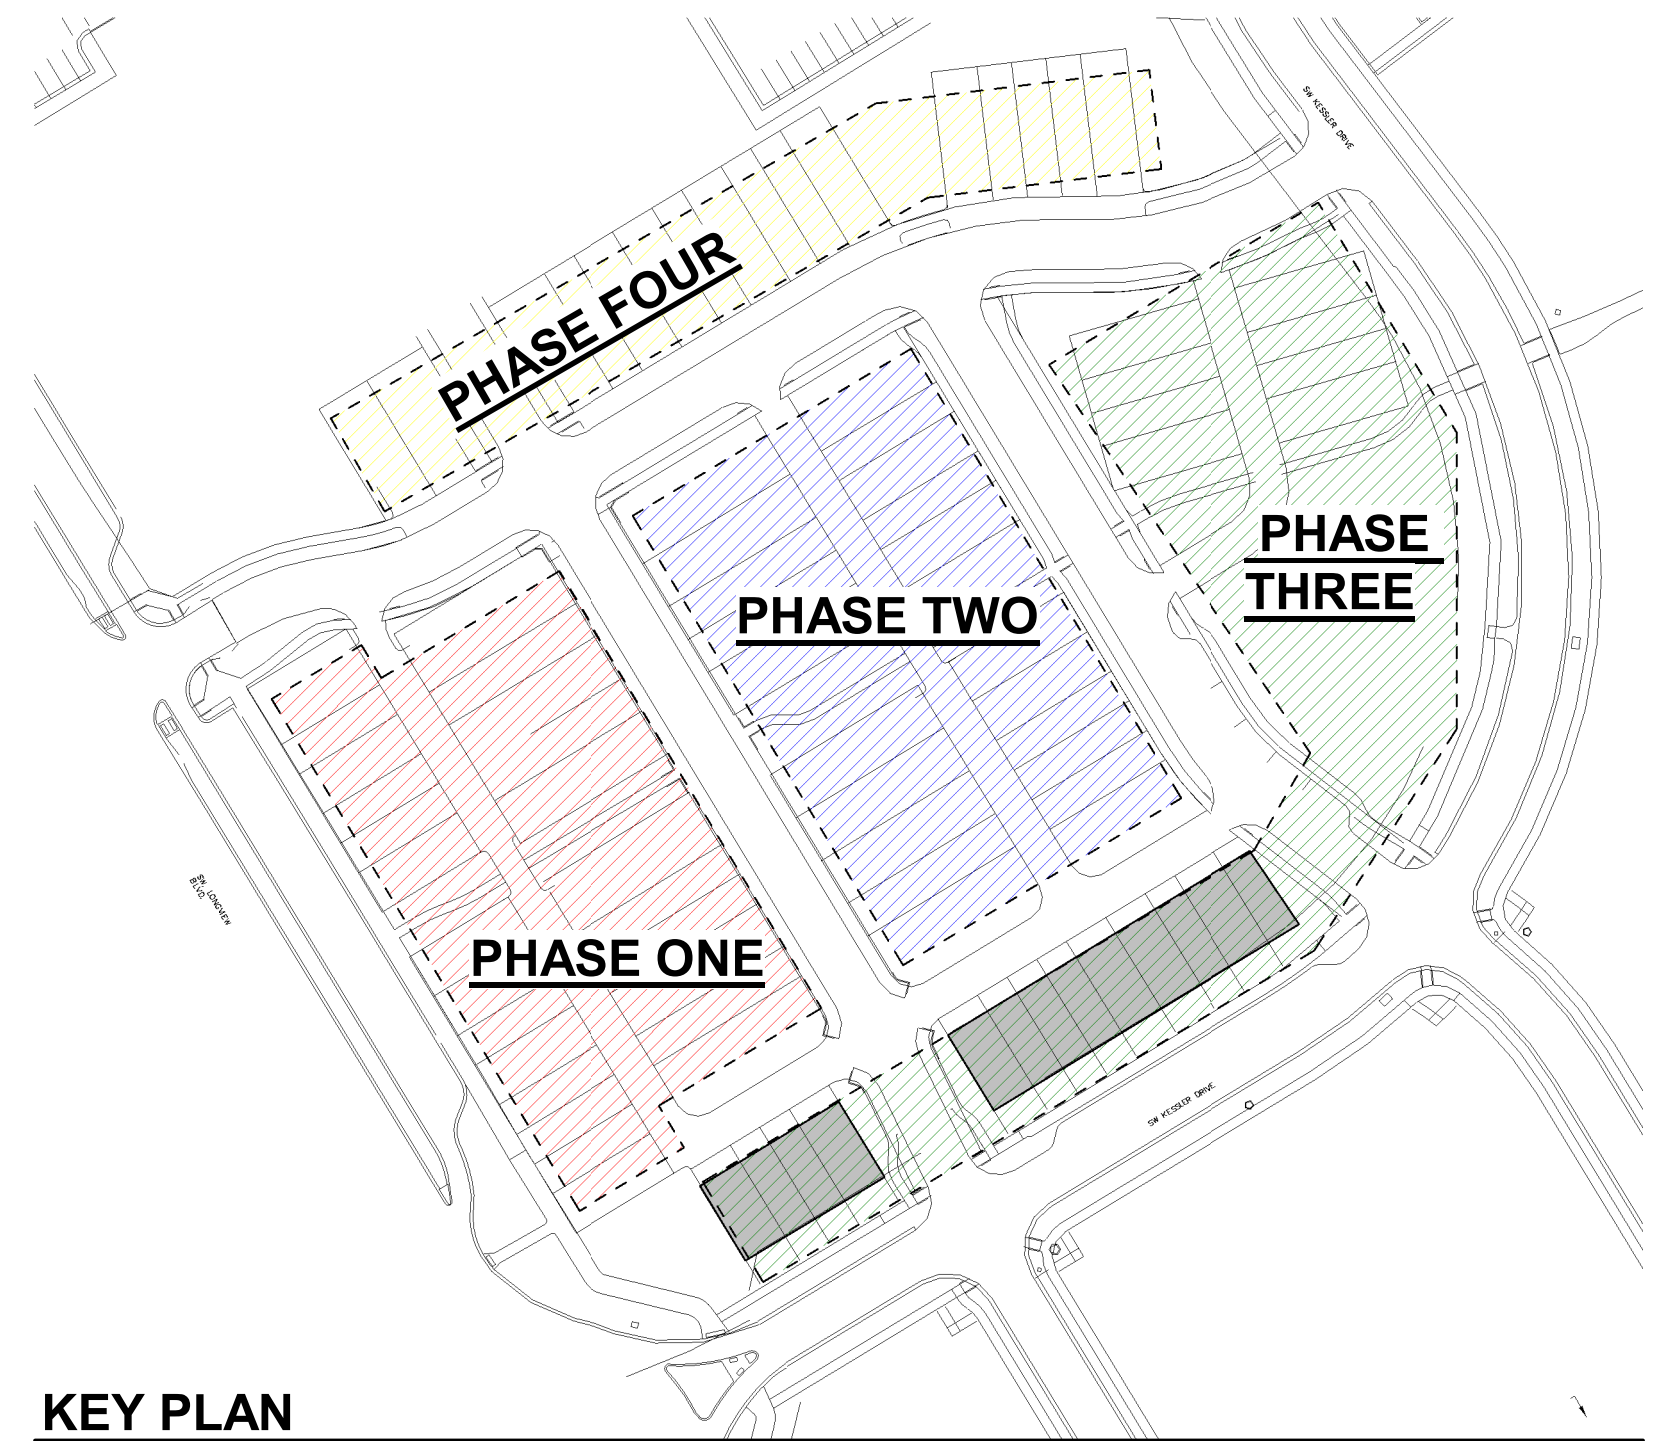 SW KESSLER DRIVE
PHASE FOUR
PHASE
THREE
PHASE TWO
SW LONGVIEW
BLVD.
PHASE ONE
SW KESSLER DRIVE
KEY PLAN